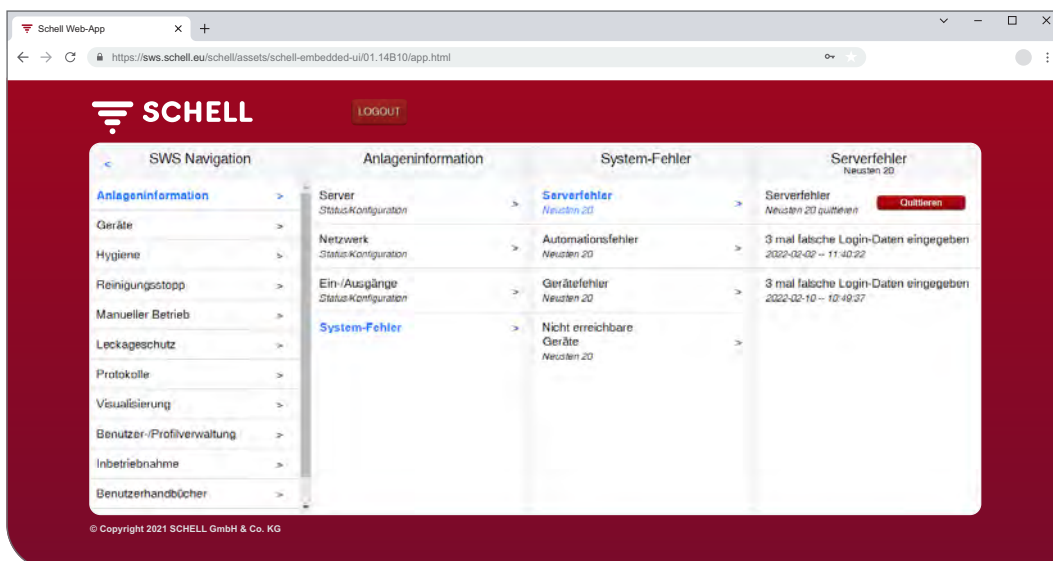 Schell Web-App
https://sws.schell.eu/schell/assets/schell-embedded-ui/01.14B10/app.html
SCHELL
LOGOUT
SWS Navigation
Anlageninformation
Geräte
Hygiene
Reinigungsstopp
Manueller Betrieb
Leckageschutz
Protokolle
Visualisierung
Benutzer-/Profilverwaltung
Inbetriebnahme
Benutzerhandbücher
Anlageninformation
Server
Status/Konfiguration
Netzwerk
Status/Konfiguration
Ein-/Ausgänge
Status/Konfiguration
System-Fehler
System-Fehler
Serverfehler
Neusten 20
Automationsfehler
Neusten 20
Gerätefehler
Neusten 20
Nicht erreichbare
Geräte
Neusten 20
Serverfehler
Neusten 20
Serverfehler
Neusten 20 quittieren
Quittieren
3 mal falsche Login-Daten eingegeben
2022-02-02 -- 11:40:22
3 mal falsche Login-Daten eingegeben
2022-02-10 -- 10:49:37
© Copyright 2021 SCHELL GmbH & Co. KG